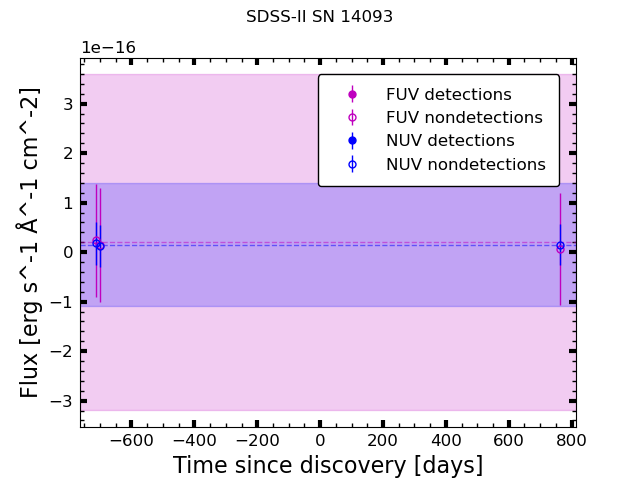 SDSS-II SN 14093
1e−16
FUV detections
FUV nondetections
NUV detections
NUV nondetections
3
2
1
0
−1
−2
−3
Flux [erg s^-1 Å^-1 cm^-2]
−600 −400 −200 0 200 400 600 800
Time since discovery [days]